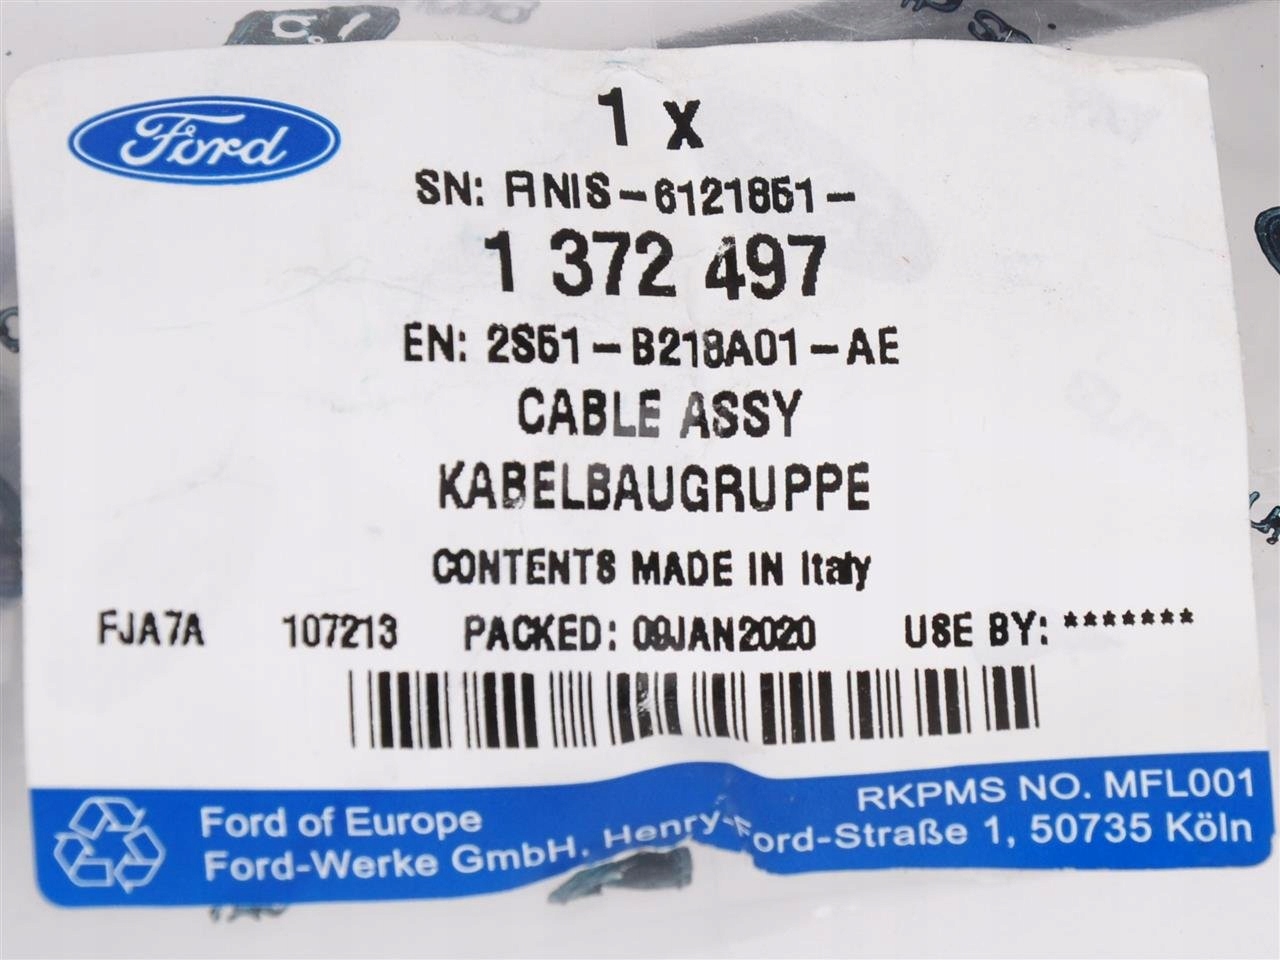 Ford
1 x
SN: FINIS-6121851-
1 372 497
EN: 2S61-B218A01-AE
CABLE ASSY
KABELBAUGRUPPE
CONTENTS MADE IN Italy
FJA7A 107213 PACKED: 09JAN2020 USE BY: *******
RKPMS NO. MFL001
Ford of Europe
Ford-Werke GmbH, Henry-Ford-Straße 1, 50735 Köln